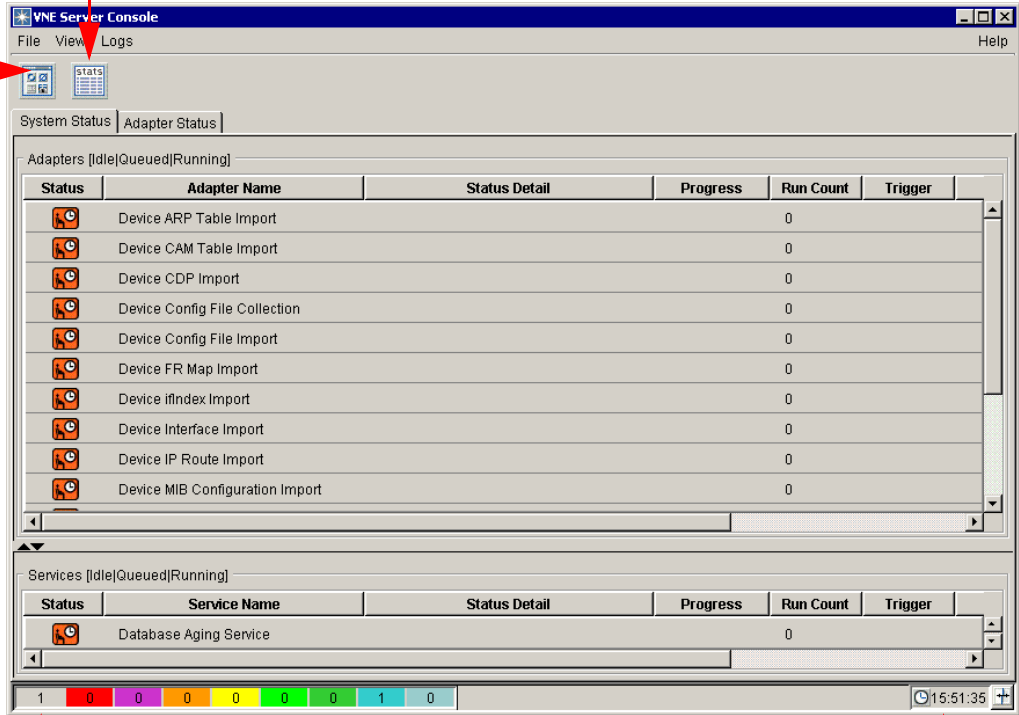 VNE Server Console
File View Logs Help
stats
System Status Adapter Status
Adapters [Idle|Queued|Running]
Status Adapter Name Status Detail Progress Run Count Trigger
Device ARP Table Import 0
Device CAM Table Import 0
Device CDP Import 0
Device Config File Collection 0
Device Config File Import 0
Device FR Map Import 0
Device ifIndex Import 0
Device Interface Import 0
Device IP Route Import 0
Device MIB Configuration Import 0
Services [Idle|Queued|Running]
Status Service Name Status Detail Progress Run Count Trigger
Database Aging Service 0
1 0 0 0 0 0 0 1 0 15:51:35